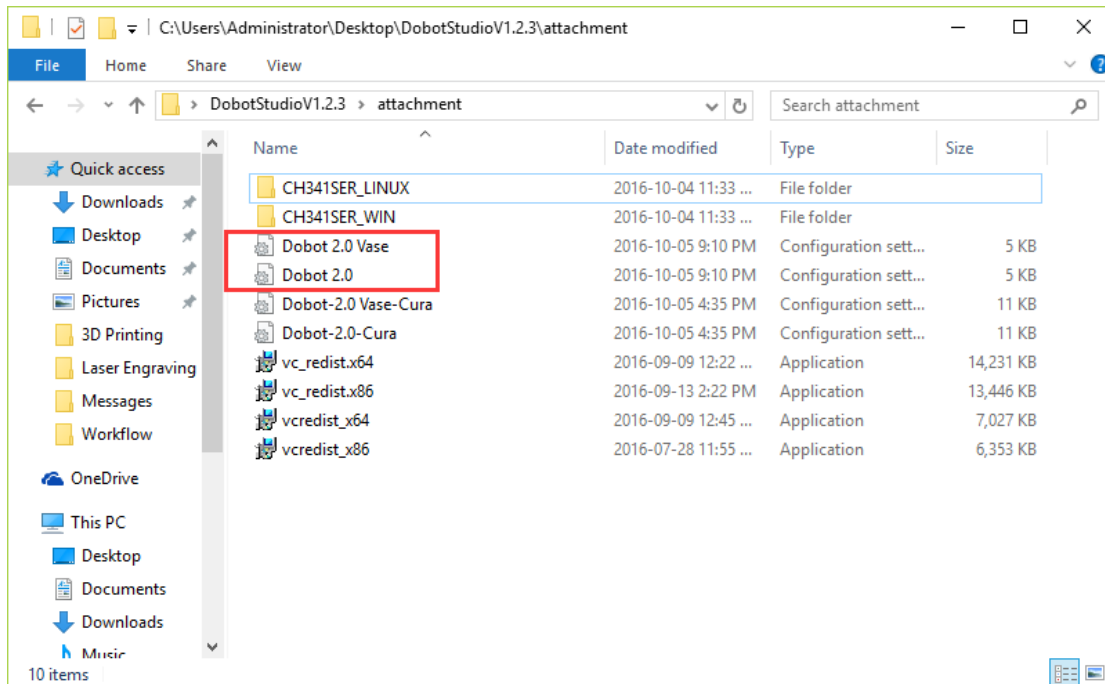 C:\Users\Administrator\Desktop\DobotStudioV1.2.3\attachment
File Home Share View
DobotStudioV1.2.3 > attachment Search attachment
Name Date modified Type Size
Quick access
Downloads
Desktop
Documents
Pictures
3D Printing
Laser Engraving
Messages
Workflow
OneDrive
This PC
Desktop
Documents
Downloads
Music
CH341SER_LINUX 2016-10-04 11:33 ... File folder
CH341SER_WIN 2016-10-04 11:33 ... File folder
Dobot 2.0 Vase 2016-10-05 9:10 PM Configuration sett... 5 KB
Dobot 2.0 2016-10-05 9:10 PM Configuration sett... 5 KB
Dobot-2.0 Vase-Cura 2016-10-05 4:35 PM Configuration sett... 11 KB
Dobot-2.0-Cura 2016-10-05 4:35 PM Configuration sett... 11 KB
vc_redist.x64 2016-09-09 12:22 ... Application 14,231 KB
vc_redist.x86 2016-09-13 2:22 PM Application 13,446 KB
vcredist_x64 2016-09-09 12:45 ... Application 7,027 KB
vcredist_x86 2016-07-28 11:55 ... Application 6,353 KB
10 items